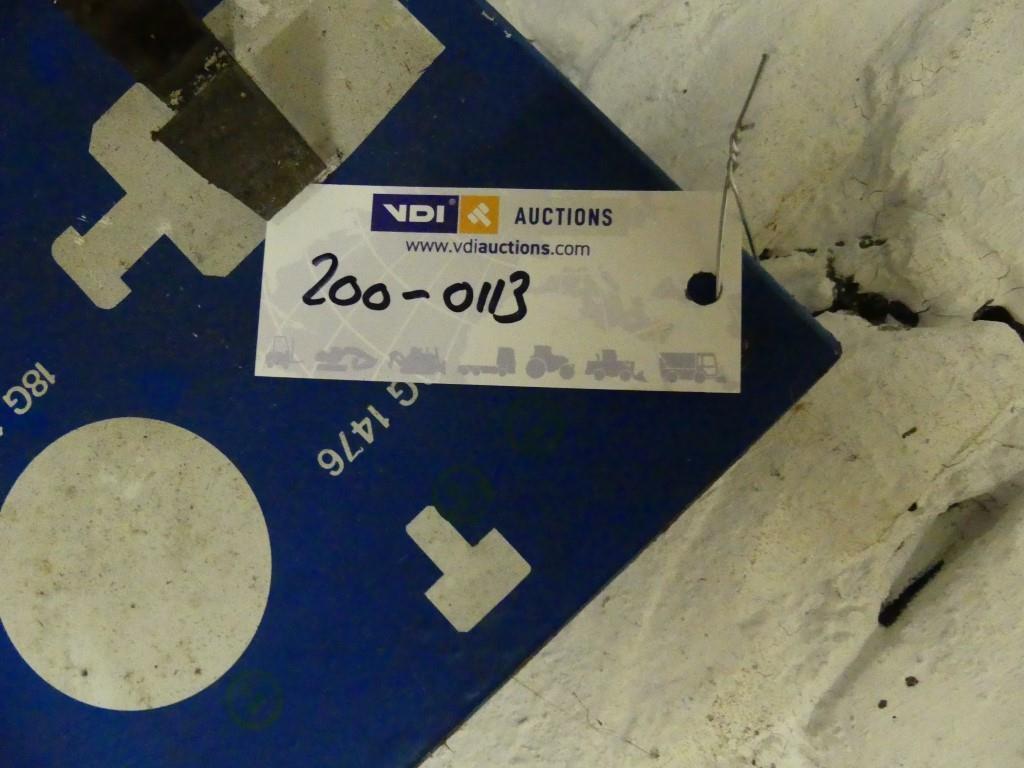 VDI AUCTIONS
www.vdiauctions.com
200-0113
G 1476
18G